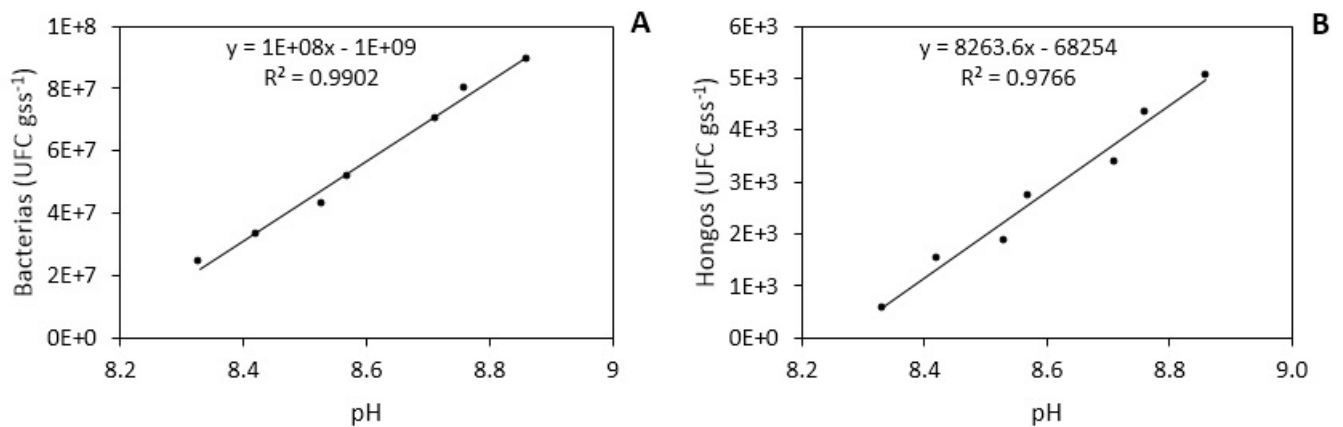 A
y = 1E+08x - 1E+09
R² = 0.9902
Bacterias (UFC gss⁻¹)
1E+8
8E+7
6E+7
4E+7
2E+7
0E+0
8.2 8.4 8.6 8.8 9
pH
B
y = 8263.6x - 68254
R² = 0.9766
Hongos (UFC gss⁻¹)
6E+3
5E+3
4E+3
3E+3
2E+3
1E+3
0E+0
8.2 8.4 8.6 8.8 9.0
pH